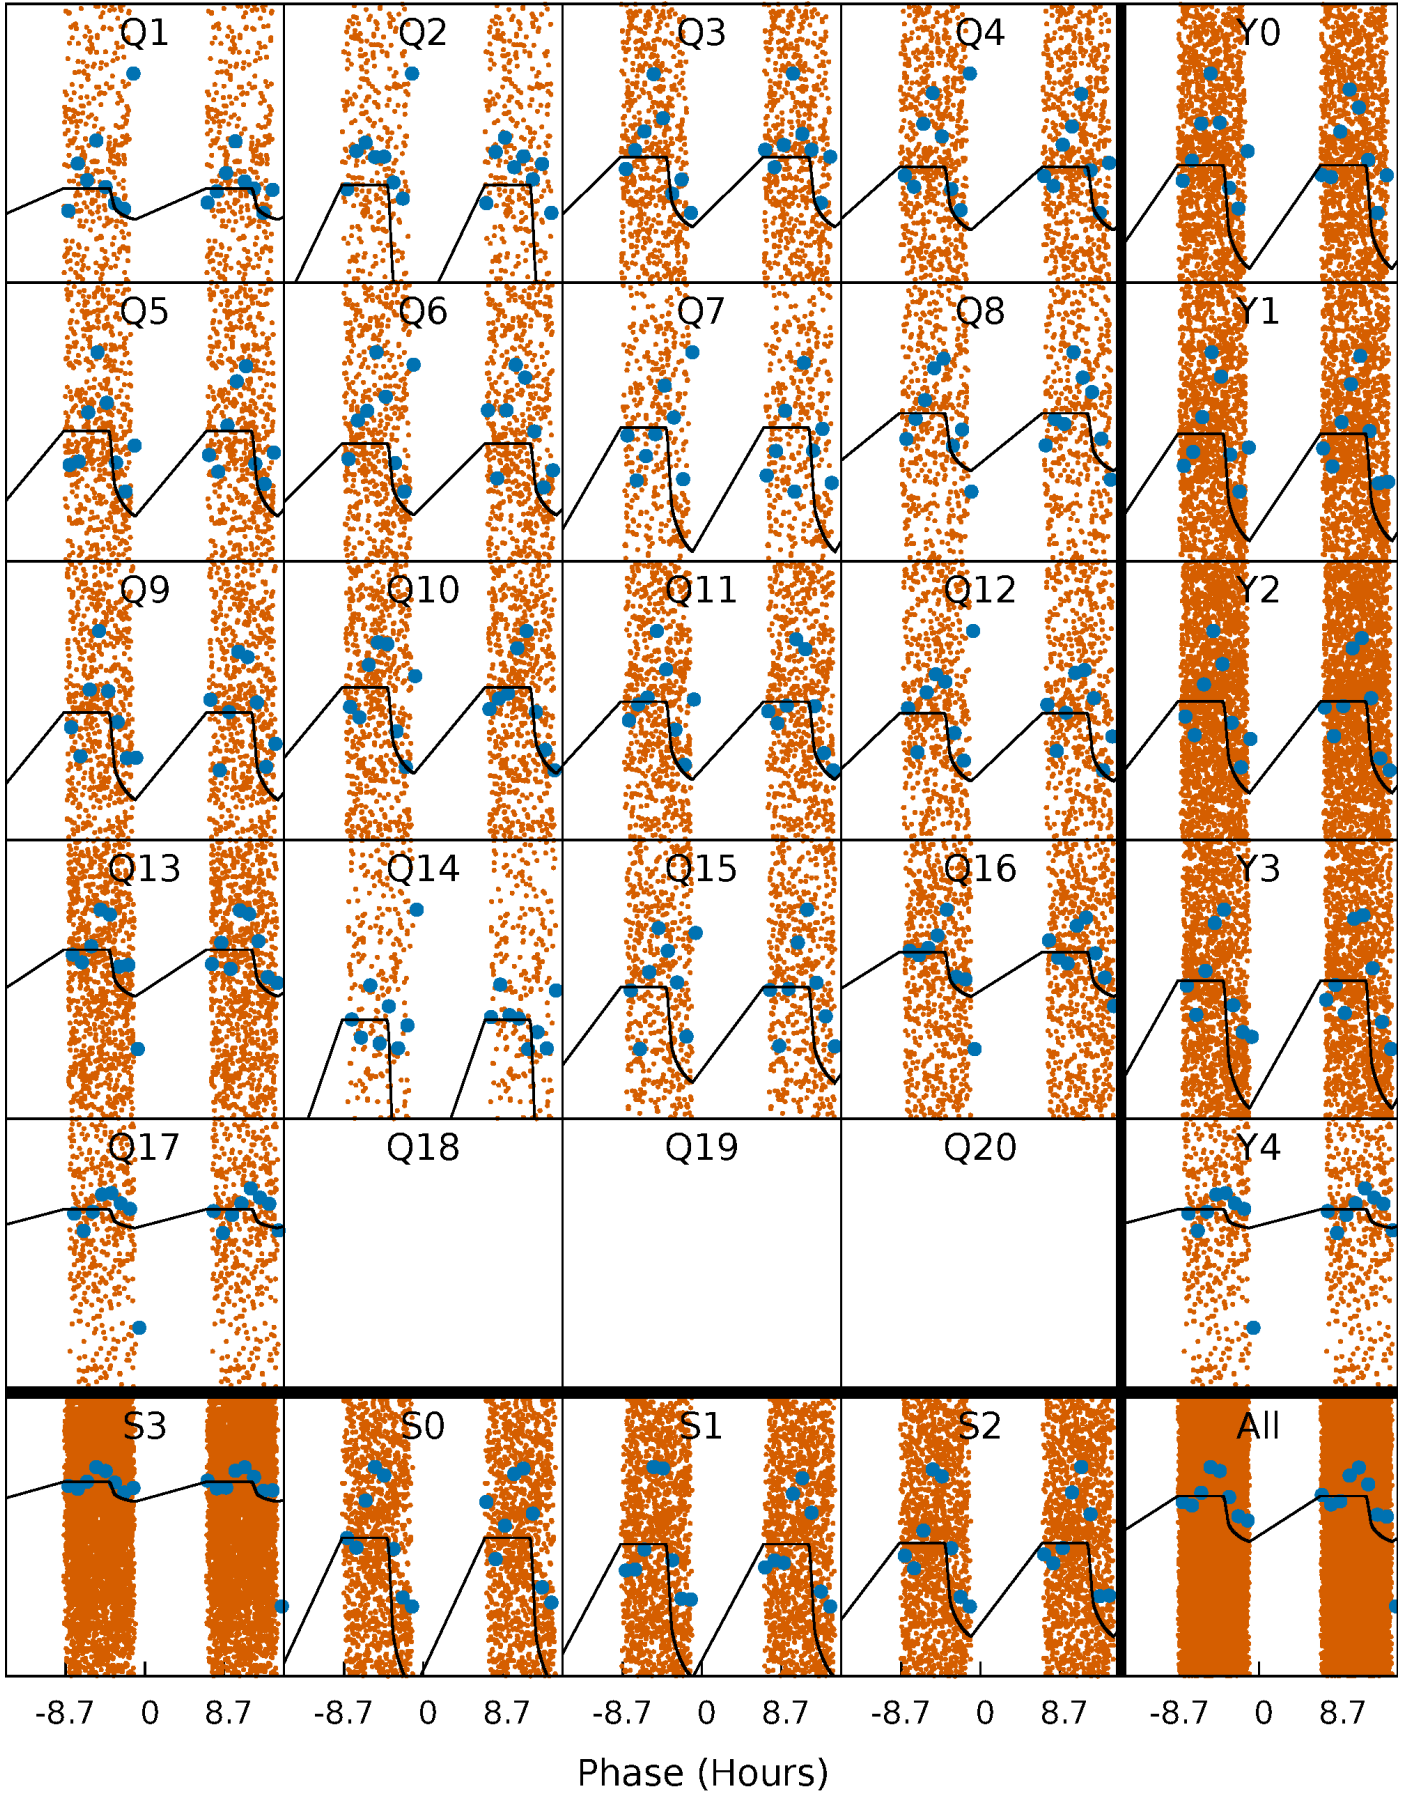 Q1 Q2 Q3 Q4 Y0
Q5 Q6 Q7 Q8 Y1
Q9 Q10 Q11 Q12 Y2
Q13 Q14 Q15 Q16 Y3
Q17 Q18 Q19 Q20 Y4
S3 S0 S1 S2 All
-8.7 0 8.7 -8.7 0 8.7 -8.7 0 8.7 -8.7 0 8.7 -8.7 0 8.7
Phase (Hours)